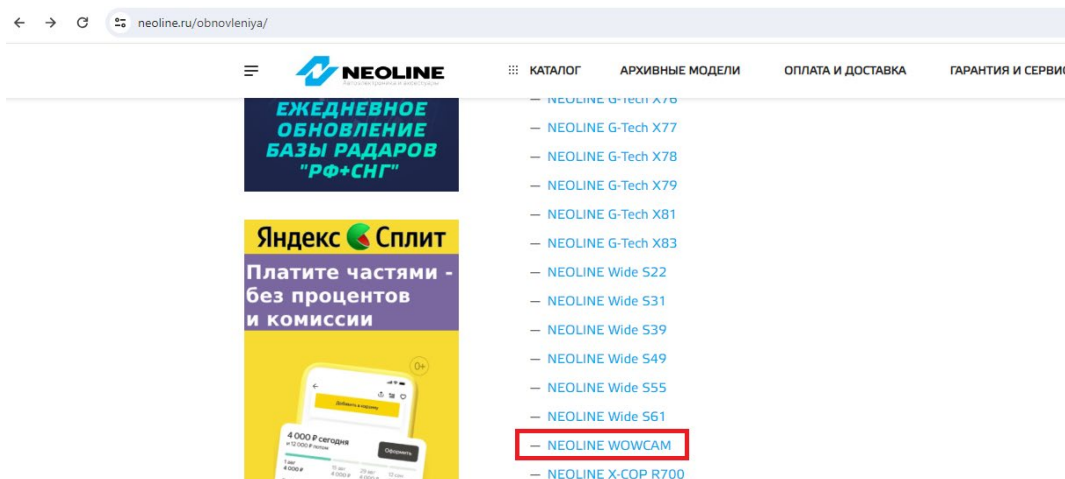 neoline.ru/obnovleniya/
NEOLINE
КАТАЛОГ
АРХИВНЫЕ МОДЕЛИ
ОПЛАТА И ДОСТАВКА
ГАРАНТИЯ И СЕРВИС
ЕЖЕДНЕВНОЕ
ОБНОВЛЕНИЕ
БАЗЫ РАДАРОВ
"РФ+СНГ"
Яндекс Сплит
Платите частями -
без процентов
и комиссии
0+
Добавить в корзину
4 000 ₽ сегодня
и 12 000 ₽ потом
Оформить
— NEOLINE G-Tech X76
— NEOLINE G-Tech X77
— NEOLINE G-Tech X78
— NEOLINE G-Tech X79
— NEOLINE G-Tech X81
— NEOLINE G-Tech X83
— NEOLINE Wide S22
— NEOLINE Wide S31
— NEOLINE Wide S39
— NEOLINE Wide S49
— NEOLINE Wide S55
— NEOLINE Wide S61
— NEOLINE WOWCAM
— NEOLINE X-COP R700